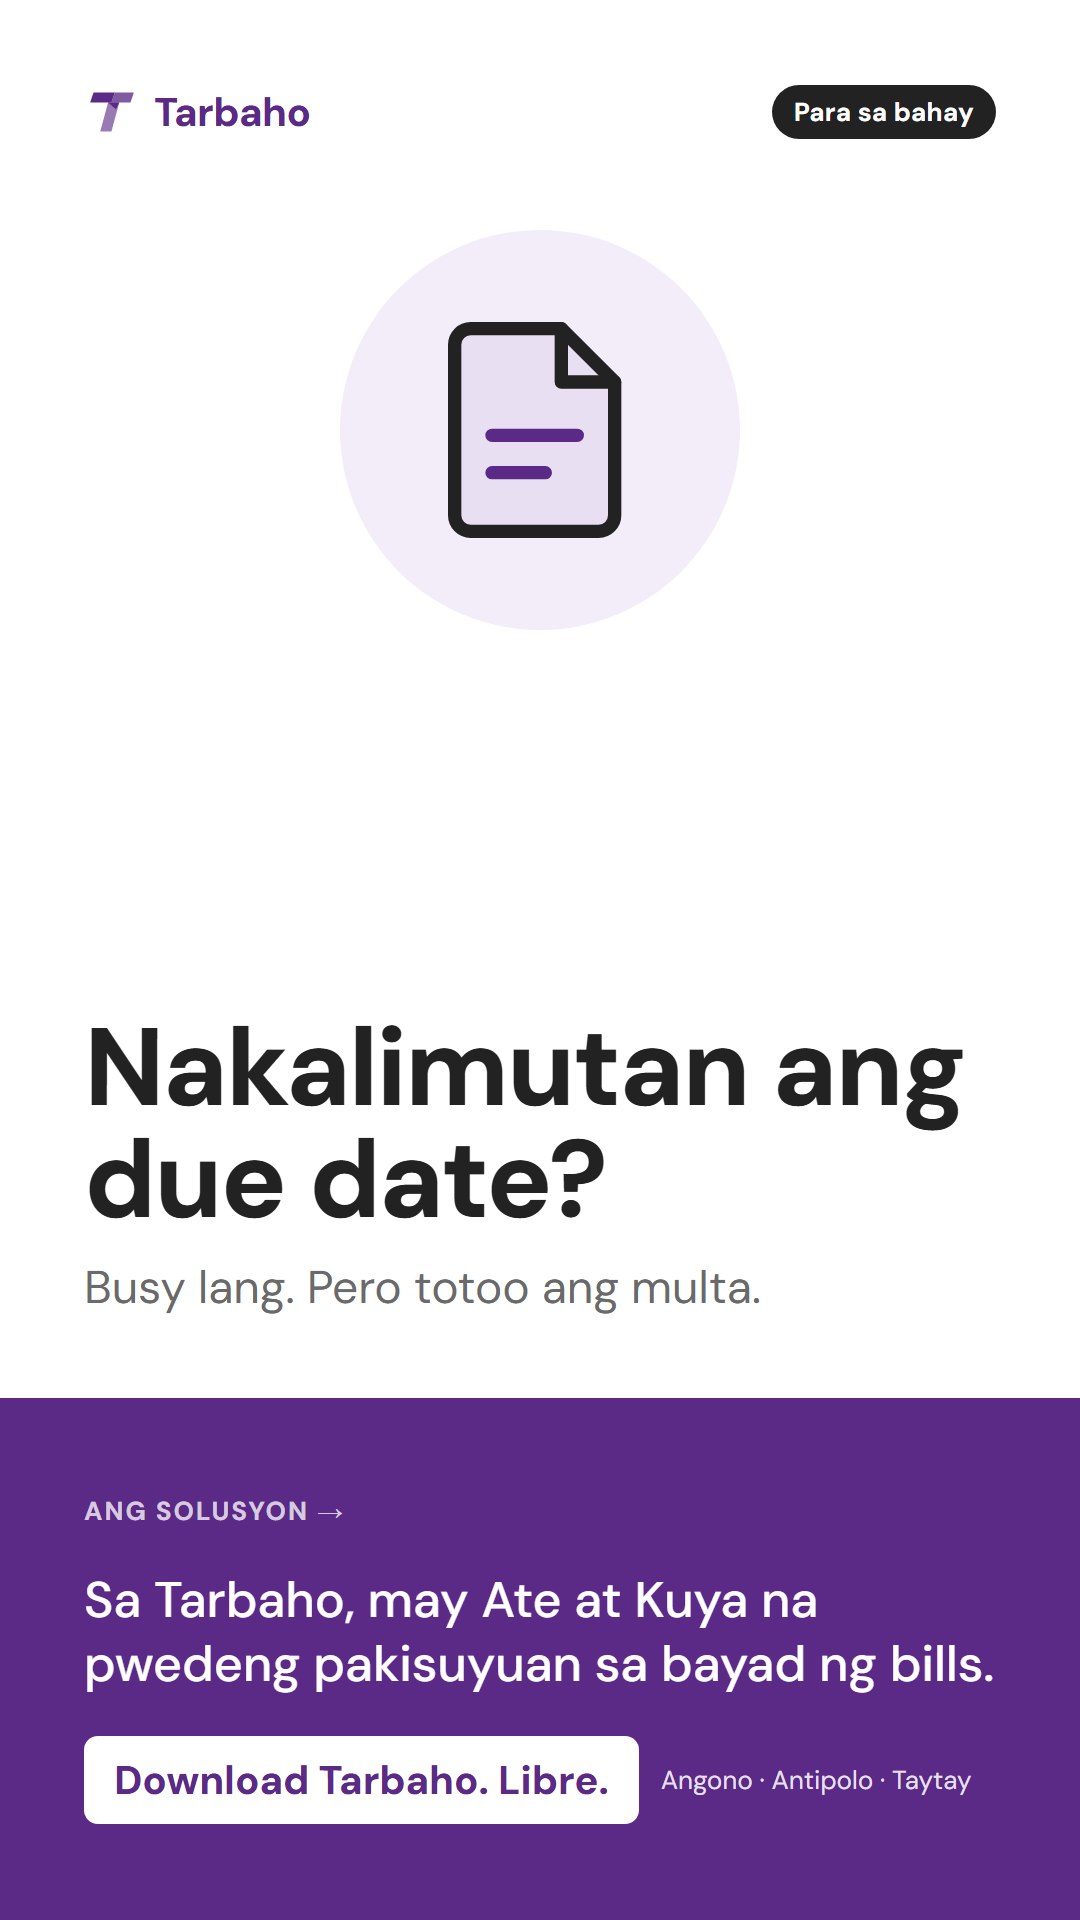 Tarbaho
Para sa bahay
Nakalimutan ang
due date?
Busy lang. Pero totoo ang multa.
ANG SOLUSYON →
Sa Tarbaho, may Ate at Kuya na
pwedeng pakisuyuan sa bayad ng bills.
Download Tarbaho. Libre.
Angono · Antipolo · Taytay